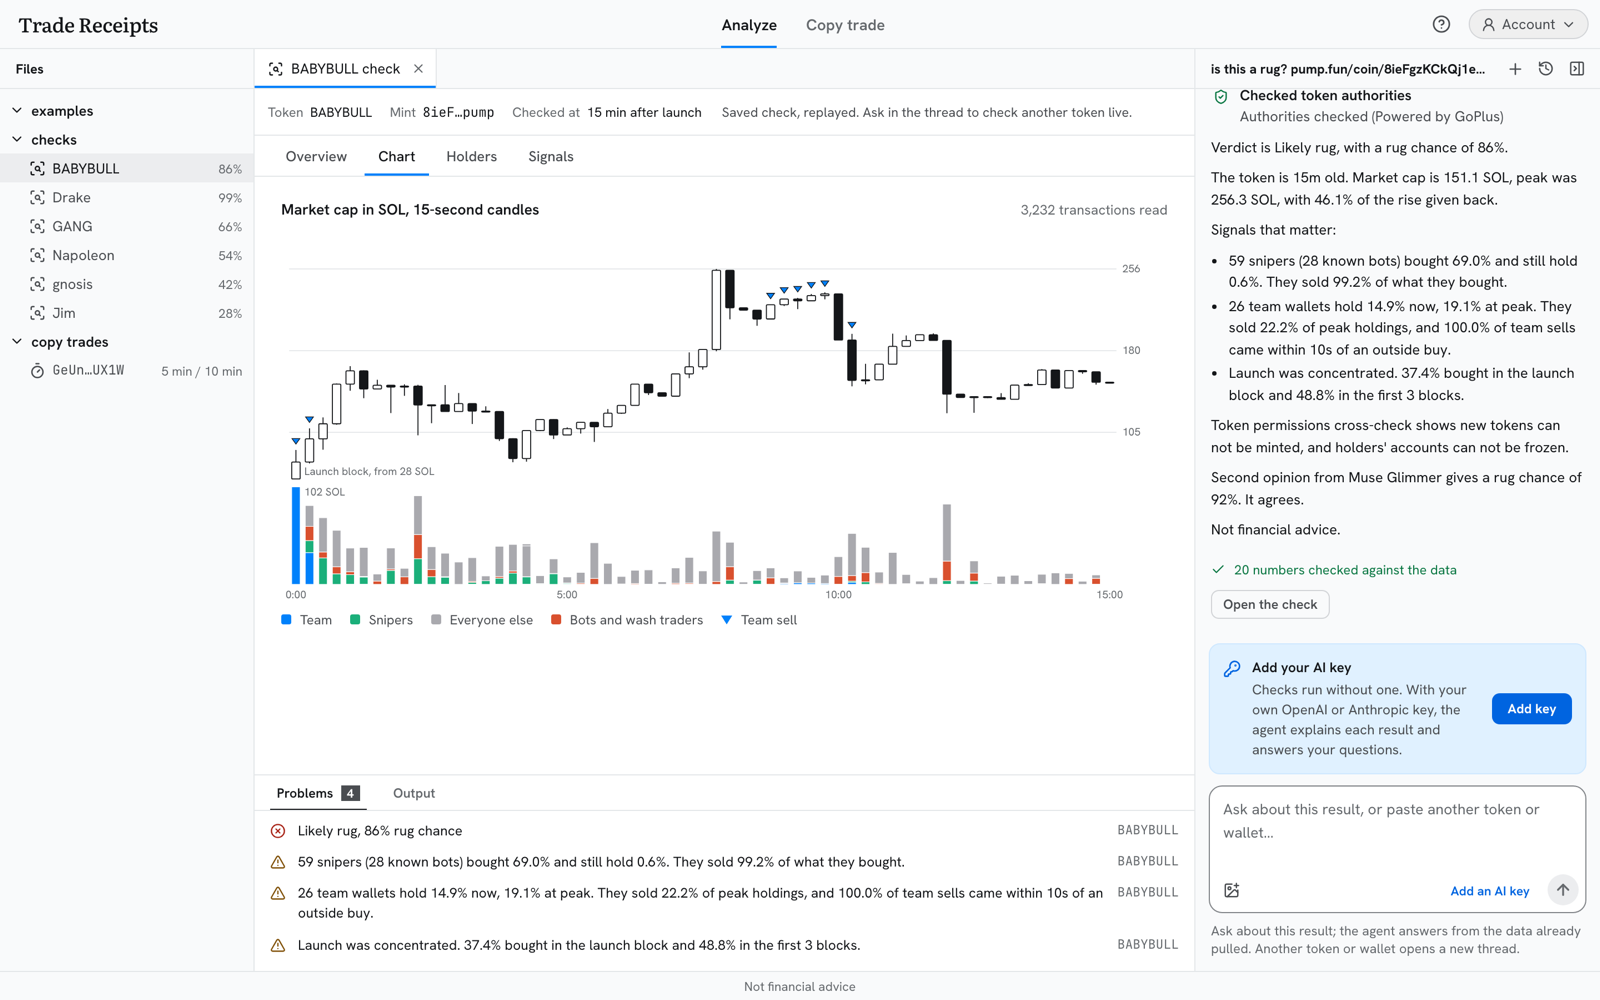 Trade Receipts
Analyze
Copy trade
Account
Files
examples
checks
BABYBULL 86%
Drake 99%
GANG 66%
Napoleon 54%
gnosis 42%
Jim 28%
copy trades
GeUn…UX1W 5 min / 10 min
BABYBULL check
Token BABYBULL Mint 8ieF…pump Checked at 15 min after launch Saved check, replayed. Ask in the thread to check another token live.
Overview Chart Holders Signals
Market cap in SOL, 15-second candles
3,232 transactions read
256
180
105
Launch block, from 28 SOL
102 SOL
0:00 5:00 10:00 15:00
Team Snipers Everyone else Bots and wash traders Team sell
Problems 4 Output
Likely rug, 86% rug chance BABYBULL
59 snipers (28 known bots) bought 69.0% and still hold 0.6%. They sold 99.2% of what they bought. BABYBULL
26 team wallets hold 14.9% now, 19.1% at peak. They sold 22.2% of peak holdings, and 100.0% of team sells came within 10s of an BABYBULL
outside buy.
Launch was concentrated. 37.4% bought in the launch block and 48.8% in the first 3 blocks. BABYBULL
is this a rug? pump.fun/coin/8ieFgzKCkQj1e...
Checked token authorities
Authorities checked (Powered by GoPlus)
Verdict is Likely rug, with a rug chance of 86%.
The token is 15m old. Market cap is 151.1 SOL, peak was
256.3 SOL, with 46.1% of the rise given back.
Signals that matter:
• 59 snipers (28 known bots) bought 69.0% and still hold
0.6%. They sold 99.2% of what they bought.
• 26 team wallets hold 14.9% now, 19.1% at peak. They
sold 22.2% of peak holdings, and 100.0% of team sells
came within 10s of an outside buy.
• Launch was concentrated. 37.4% bought in the launch
block and 48.8% in the first 3 blocks.
Token permissions cross-check shows new tokens can
not be minted, and holders' accounts can not be frozen.
Second opinion from Muse Glimmer gives a rug chance of
92%. It agrees.
Not financial advice.
20 numbers checked against the data
Open the check
Add your AI key
Checks run without one. With your
own OpenAI or Anthropic key, the
agent explains each result and
answers your questions.
Add key
Ask about this result, or paste another token or
wallet...
Add an AI key
Ask about this result; the agent answers from the data already
pulled. Another token or wallet opens a new thread.
Not financial advice